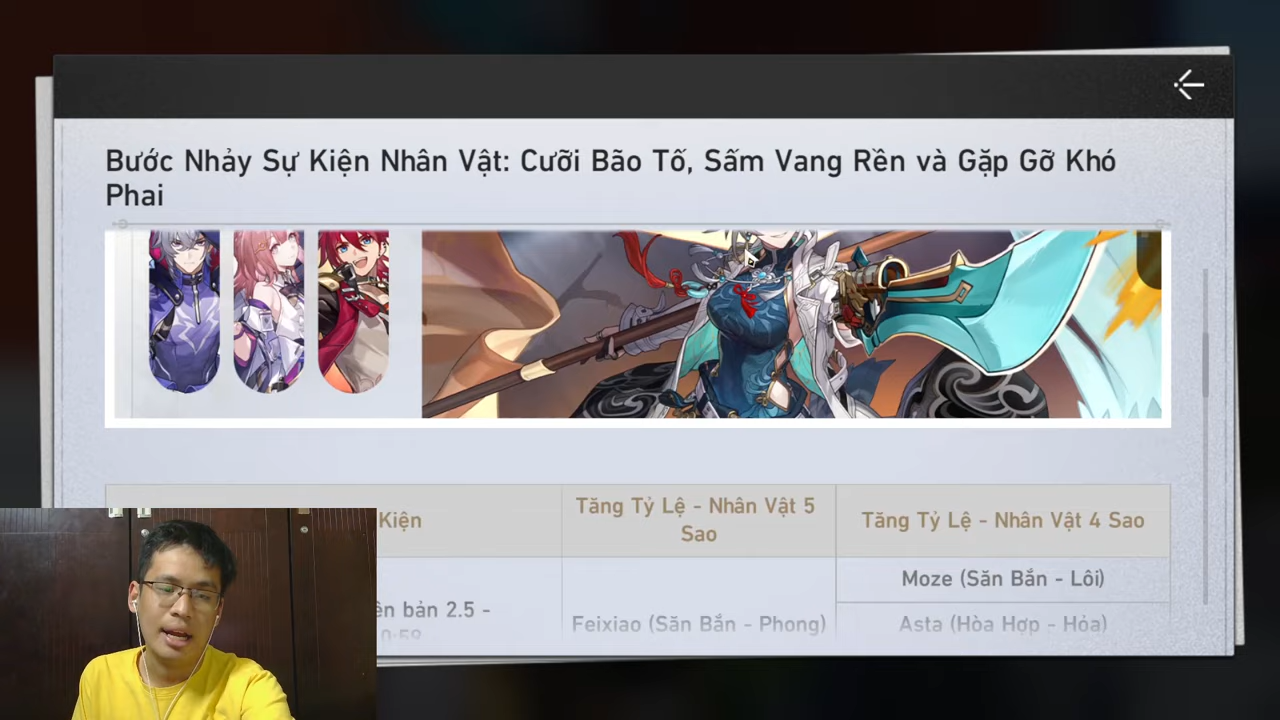 Bước Nhảy Sự Kiện Nhân Vật: Cưỡi Bão Tố, Sấm Vang Rền và Gặp Gỡ Khó
Phai
Kiện
Tăng Tỷ Lệ - Nhân Vật 5
Sao
Tăng Tỷ Lệ - Nhân Vật 4 Sao
Moze (Săn Bắn - Lôi)
bản 2.5 -
Feixiao (Săn Bắn - Phong)
Asta (Hòa Hợp - Hỏa)